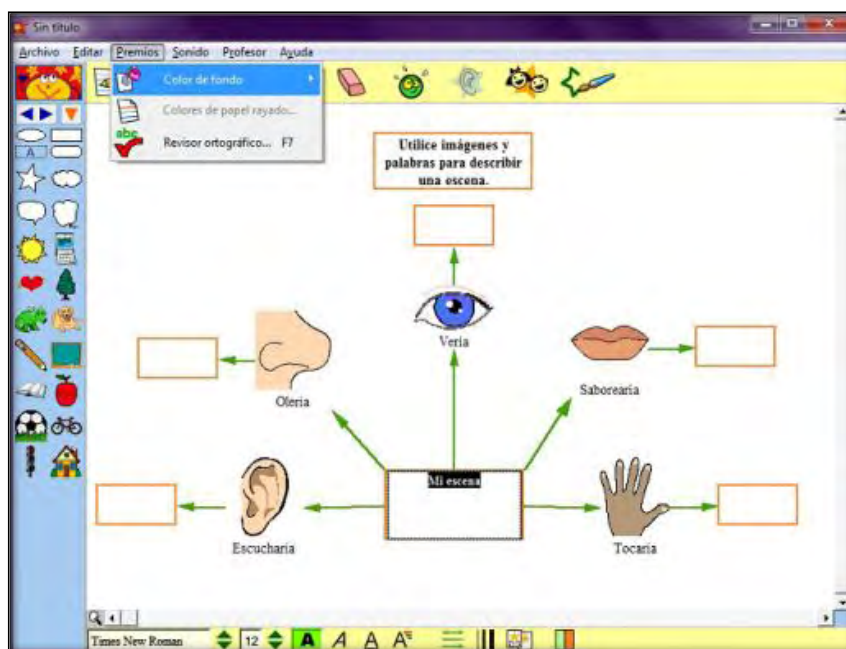 Sin título
Archivo Editar Premios Sonido Profesor Ayuda
Color de fondo
Colores de papel rayado...
abc
Revisor ortográfico... F7
A
Utilice imágenes y
palabras para describir
una escena.
Vería
Olería
Saborearía
Mi escena
Escucharía
Tocaría
Times New Roman 12 A A A A